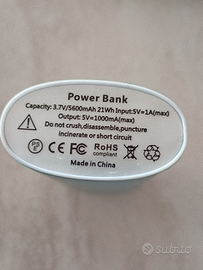 Power Bank
Capacity: 3.7V/5600mAh 21Wh Input:5V=1A(max)
Output: 5V=1000mA(max)
Do not crush,disassemble,puncture
incinerate or short circuit
PS
E
CE
RoHS
compliant
FC
Made in China
subito